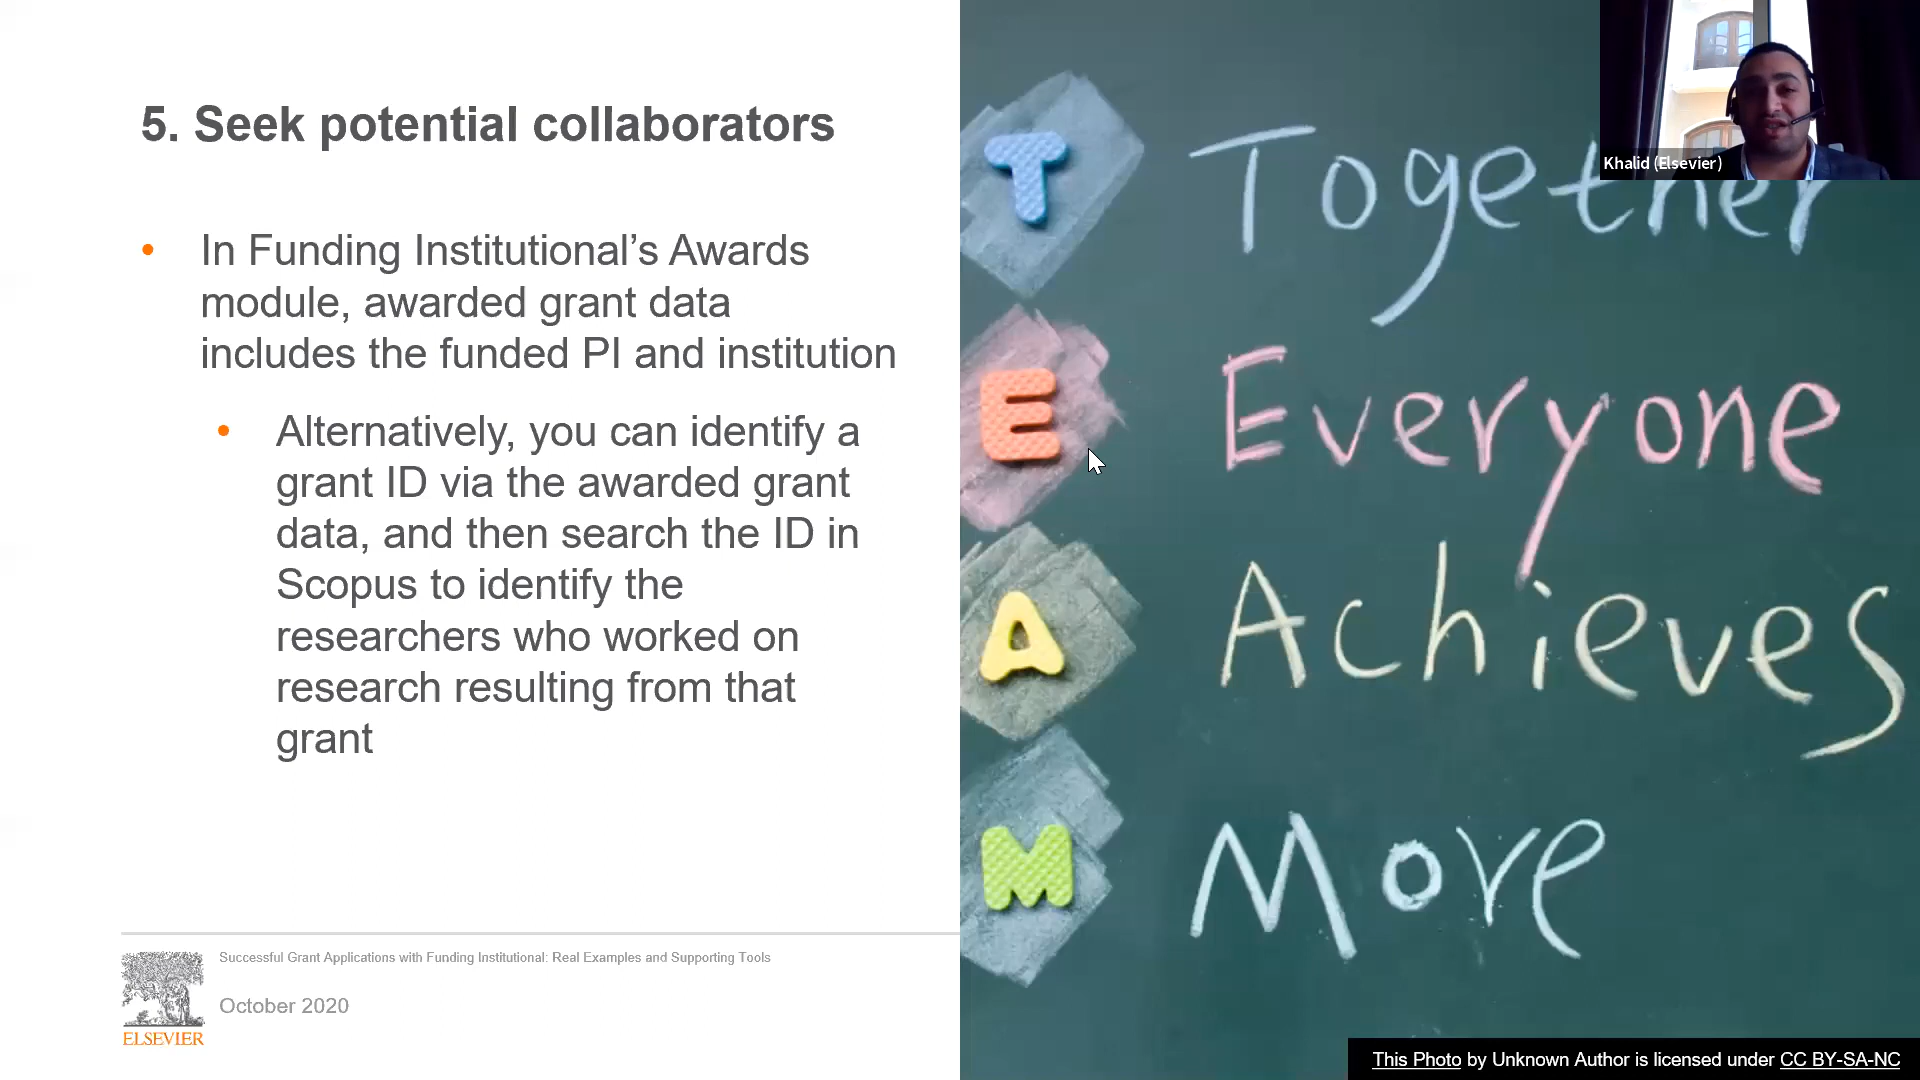 5. Seek potential collaborators
• In Funding Institutional’s Awards
module, awarded grant data
includes the funded PI and institution
• Alternatively, you can identify a
grant ID via the awarded grant
data, and then search the ID in
Scopus to identify the
researchers who worked on
research resulting from that
grant
Successful Grant Applications with Funding Institutional: Real Examples and Supporting Tools
October 2020
ELSEVIER
T Together
E Everyone
A Achieves
M Move
Khalid (Elsevier)
This Photo by Unknown Author is licensed under CC BY-SA-NC